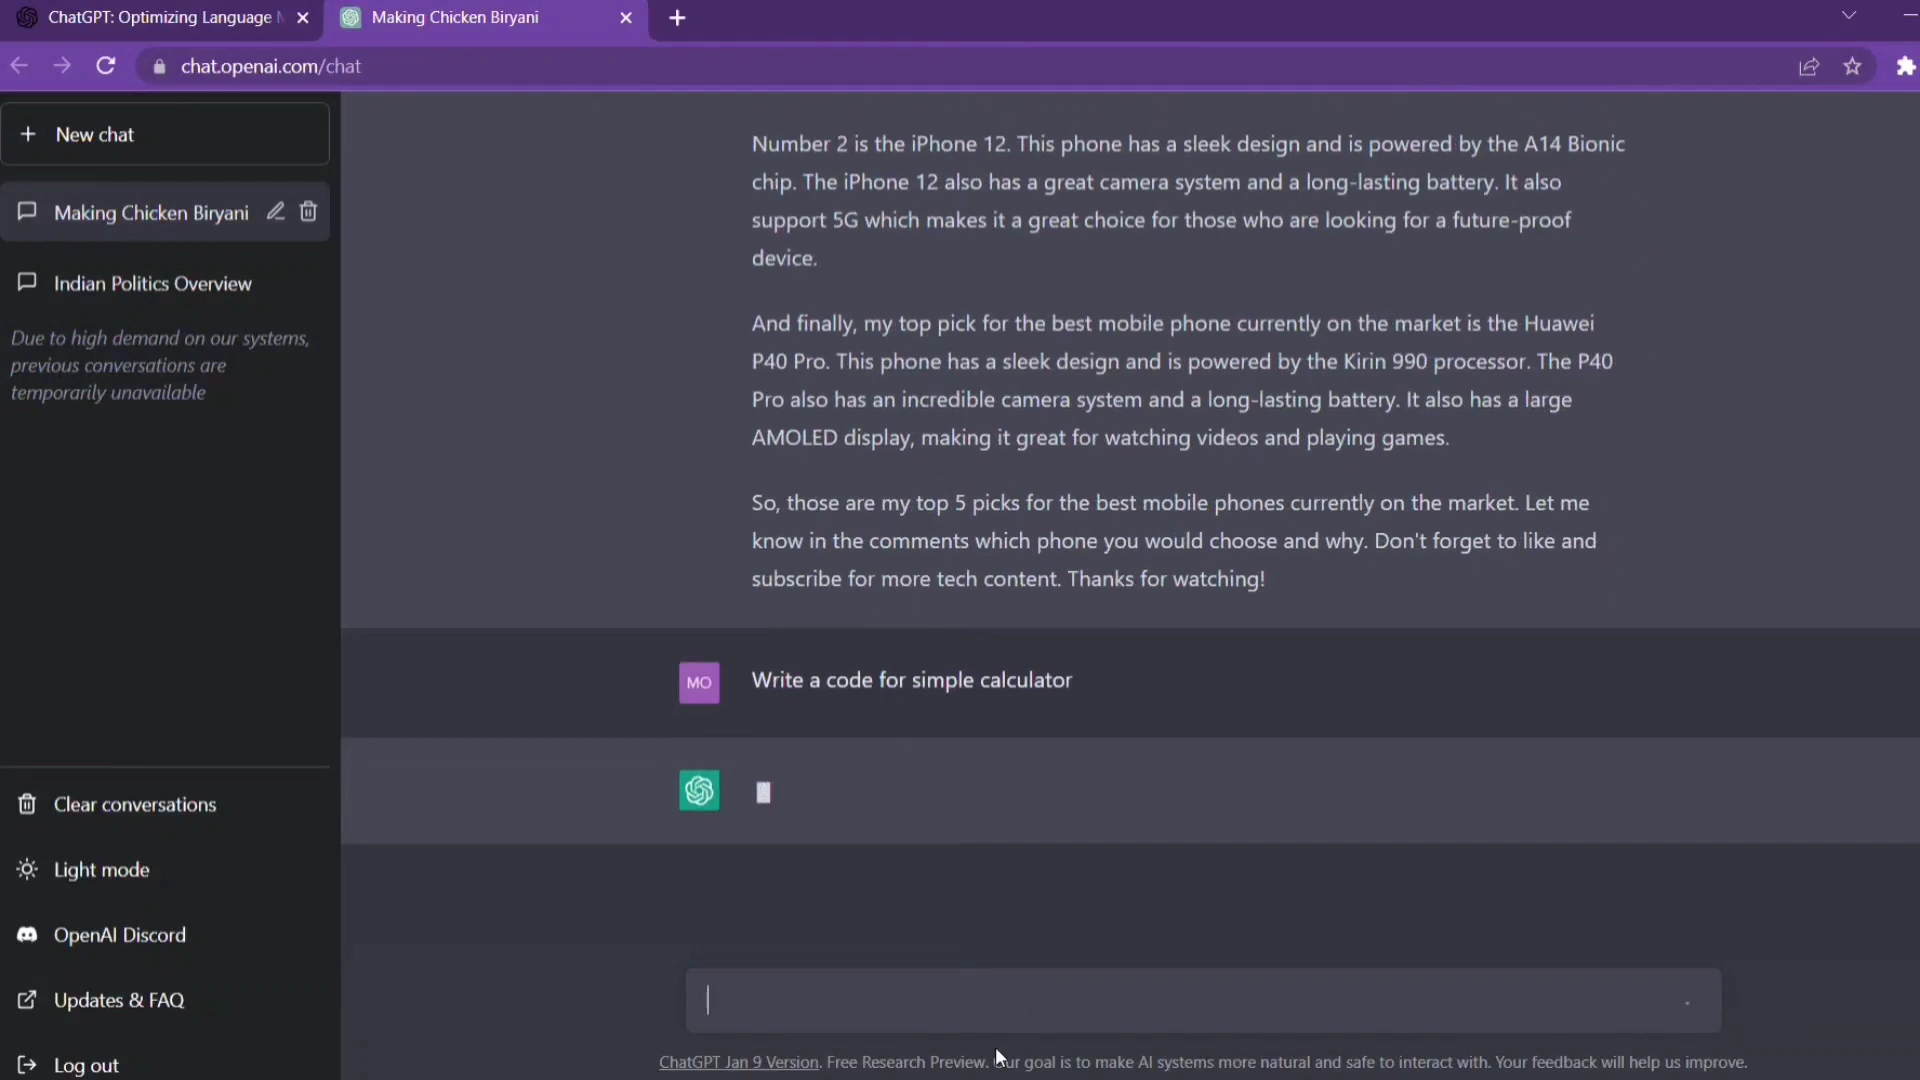 ChatGPT: Optimizing Language
Making Chicken Biryani
chat.openai.com/chat
New chat
Making Chicken Biryani
Indian Politics Overview
Due to high demand on our systems,
previous conversations are
temporarily unavailable
Clear conversations
Light mode
OpenAI Discord
Updates & FAQ
Log out
Number 2 is the iPhone 12. This phone has a sleek design and is powered by the A14 Bionic
chip. The iPhone 12 also has a great camera system and a long-lasting battery. It also
support 5G which makes it a great choice for those who are looking for a future-proof
device.
And finally, my top pick for the best mobile phone currently on the market is the Huawei
P40 Pro. This phone has a sleek design and is powered by the Kirin 990 processor. The P40
Pro also has an incredible camera system and a long-lasting battery. It also has a large
AMOLED display, making it great for watching videos and playing games.
So, those are my top 5 picks for the best mobile phones currently on the market. Let me
know in the comments which phone you would choose and why. Don't forget to like and
subscribe for more tech content. Thanks for watching!
MO
Write a code for simple calculator
ChatGPT Jan 9 Version. Free Research Preview. Our goal is to make AI systems more natural and safe to interact with. Your feedback will help us improve.